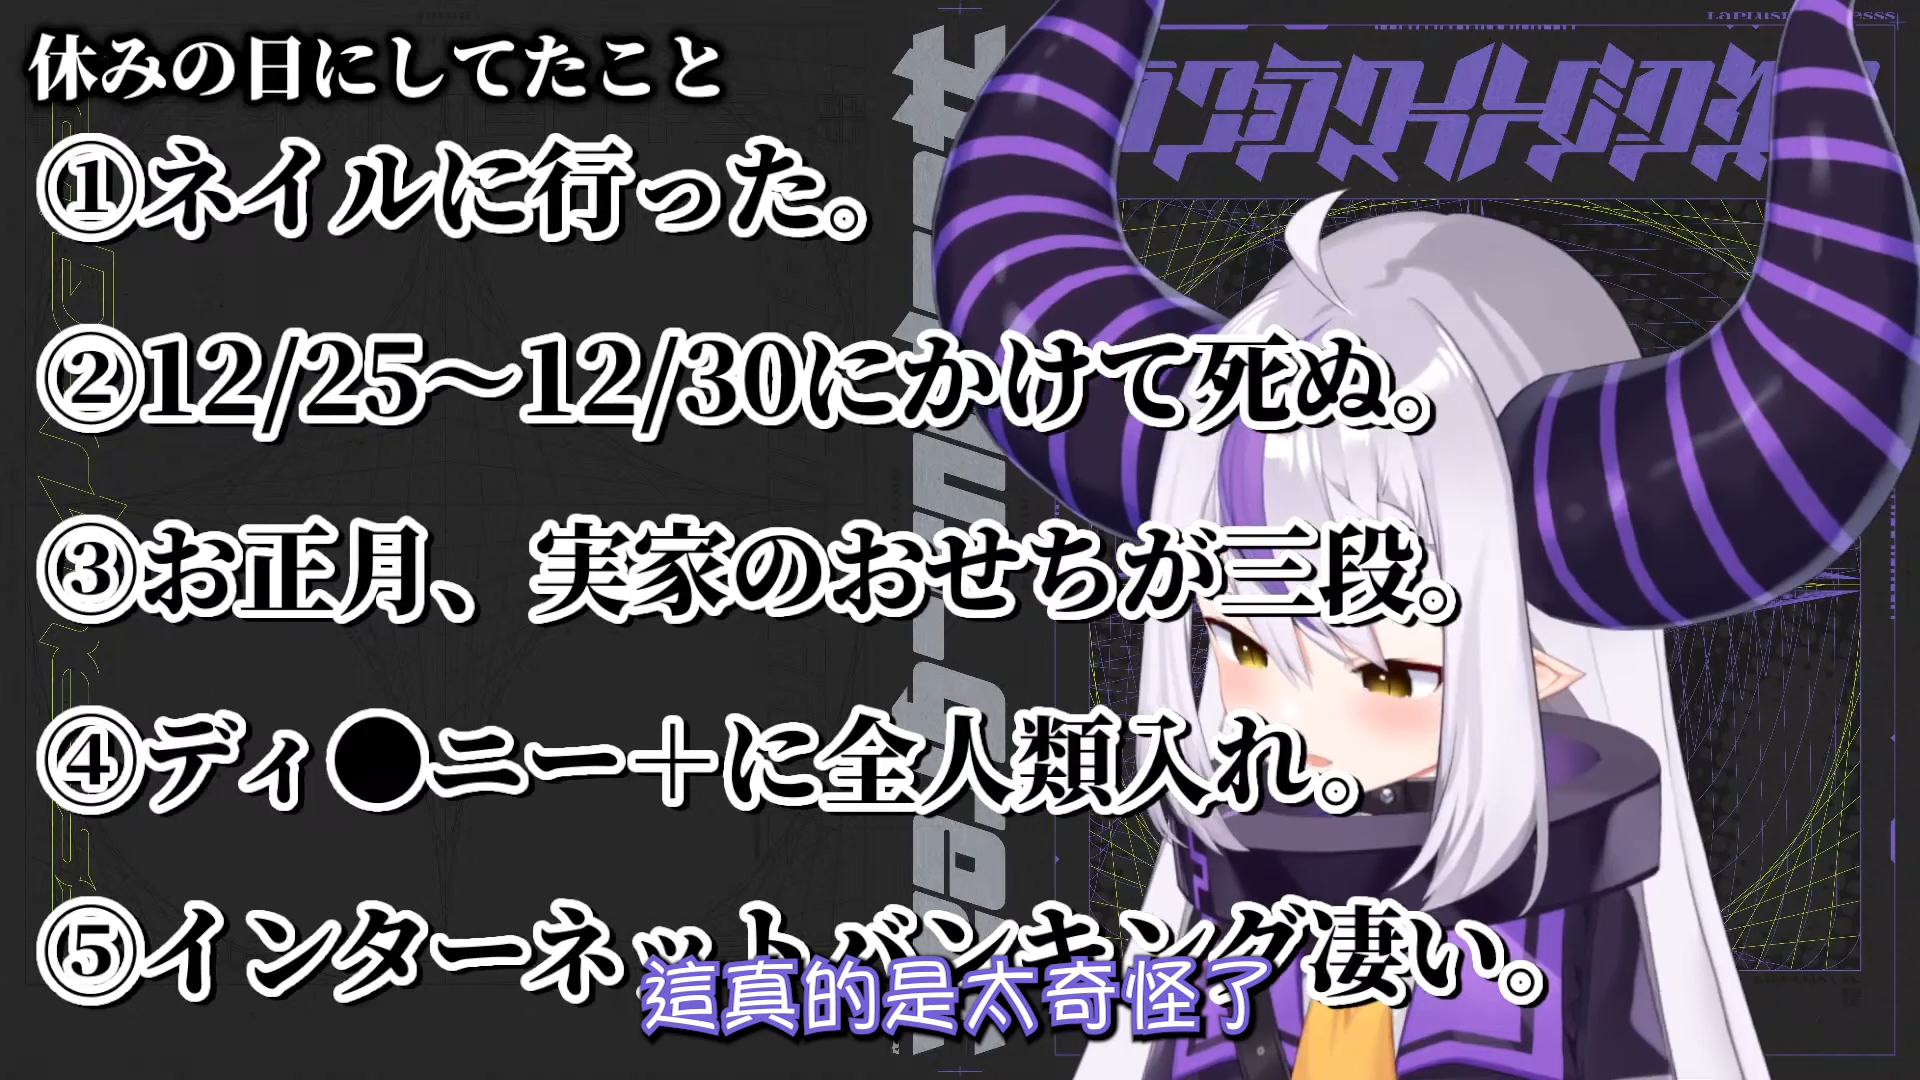 休みの日にしてたこと
①ネイルに行った。
②12/25～12/30にかけて死ぬ。
③お正月、実家のおせちが三段。
④ディ●ニー＋に全人類入れ。
⑤インターネットバンキング凄い。
這真的是太奇怪了